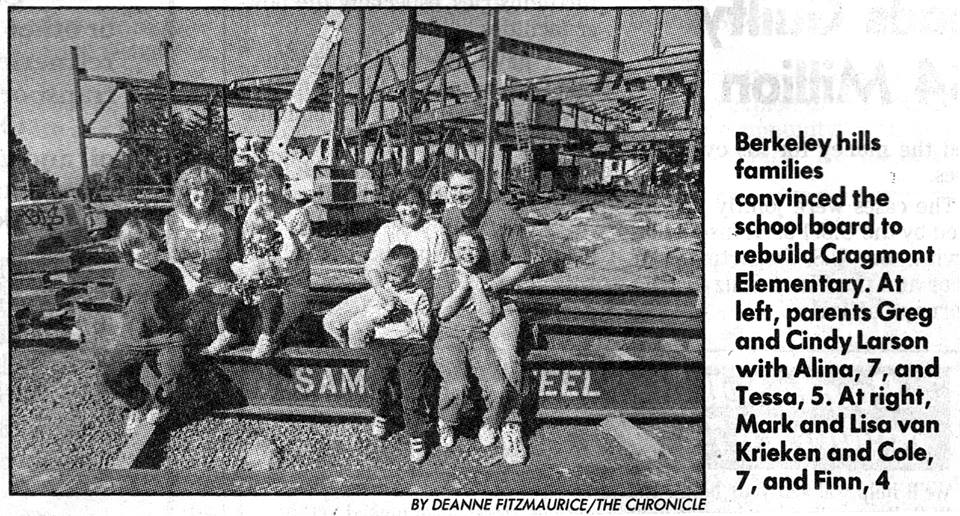 SAM EEL
BY DEANNE FITZMAURICE/THE CHRONICLE
Berkeley hills
families
convinced the
school board to
rebuild Cragmont
Elementary. At
left, parents Greg
and Cindy Larson
with Alina, 7, and
Tessa, 5. At right,
Mark and Lisa van
Krieken and Cole,
7, and Finn, 4